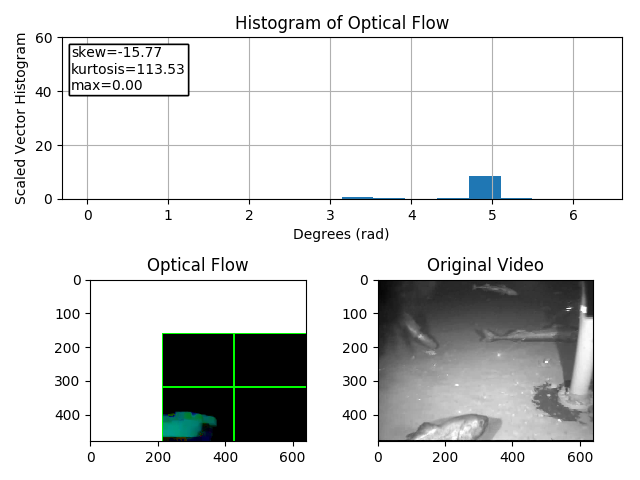 Histogram of Optical Flow
skew=-15.77
kurtosis=113.53
max=0.00
Scaled Vector Histogram
60
40
20
0
0 1 2 3 4 5 6
Degrees (rad)
Optical Flow
0
100
200
300
400
0 200 400 600
Original Video
0
100
200
300
400
0 200 400 600